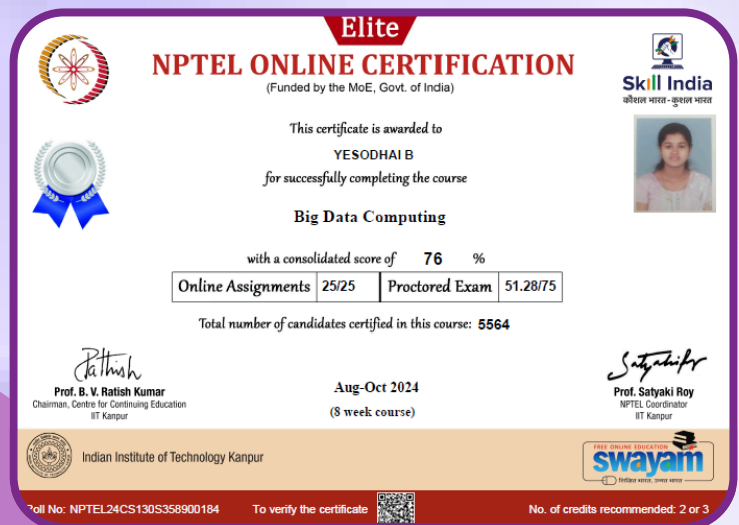 Elite
NPTEL ONLINE CERTIFICATION
(Funded by the MoE, Govt. of India)
Skill India
कौशल भारत - कुशल भारत
This certificate is awarded to
YESODHAI B
for successfully completing the course
Big Data Computing
with a consolidated score of 76 %
Online Assignments 25/25 Proctored Exam 51.28/75
Total number of candidates certified in this course: 5564
Prof. B. V. Ratish Kumar
Chairman, Centre for Continuing Education
IIT Kanpur
Aug-Oct 2024
(8 week course)
Prof. Satyaki Roy
NPTEL Coordinator
IIT Kanpur
Indian Institute of Technology Kanpur
FREE ONLINE EDUCATION
swayam
शिक्षित भारत, उन्नत भारत
Roll No: NPTEL24CS130S358900184 To verify the certificate No. of credits recommended: 2 or 3